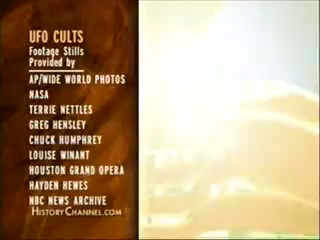 UFO CULTS
Footage Stills
Provided by
AP/WIDE WORLD PHOTOS
NASA
TERRIE NETTLES
GREG HENSLEY
CHUCK HUMPHREY
LOUISE WINANT
HOUSTON GRAND OPERA
HAYDEN HEWES
NBC NEWS ARCHIVE
HISTORYCHANNEL.COM